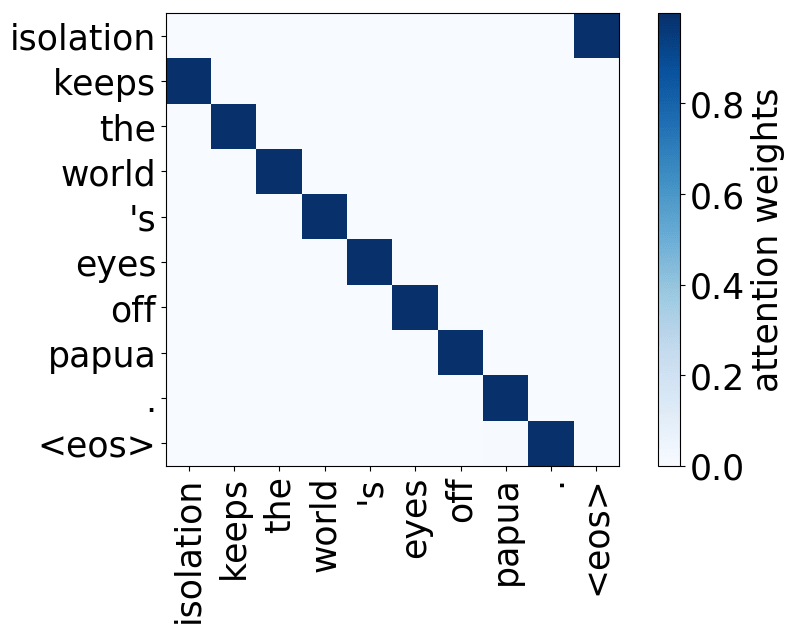 isolation
keeps
the
world
's
eyes
off
papua
.
<eos>
isolation
keeps
the
world
's
eyes
off
papua
.
<eos>
0.8
0.6
0.4
0.2
0.0
attention weights